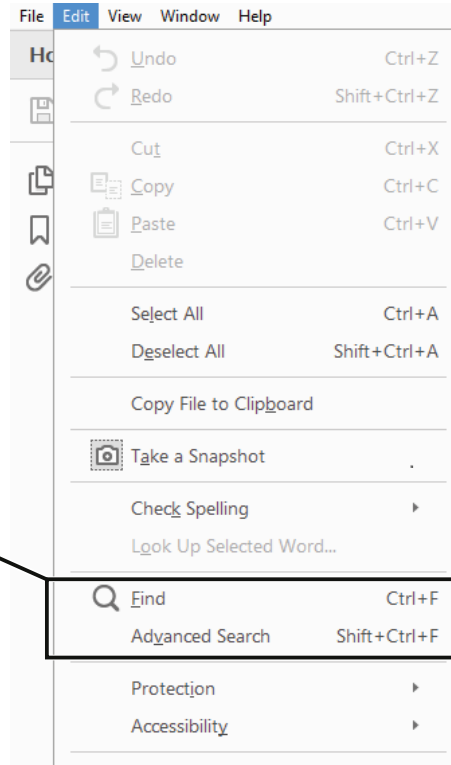 File Edit View Window Help
Ho
Undo Ctrl+Z
Redo Shift+Ctrl+Z
Cut Ctrl+X
Copy Ctrl+C
Paste Ctrl+V
Delete
Select All Ctrl+A
Deselect All Shift+Ctrl+A
Copy File to Clipboard
Take a Snapshot
Check Spelling
Look Up Selected Word...
Find Ctrl+F
Advanced Search Shift+Ctrl+F
Protection
Accessibility